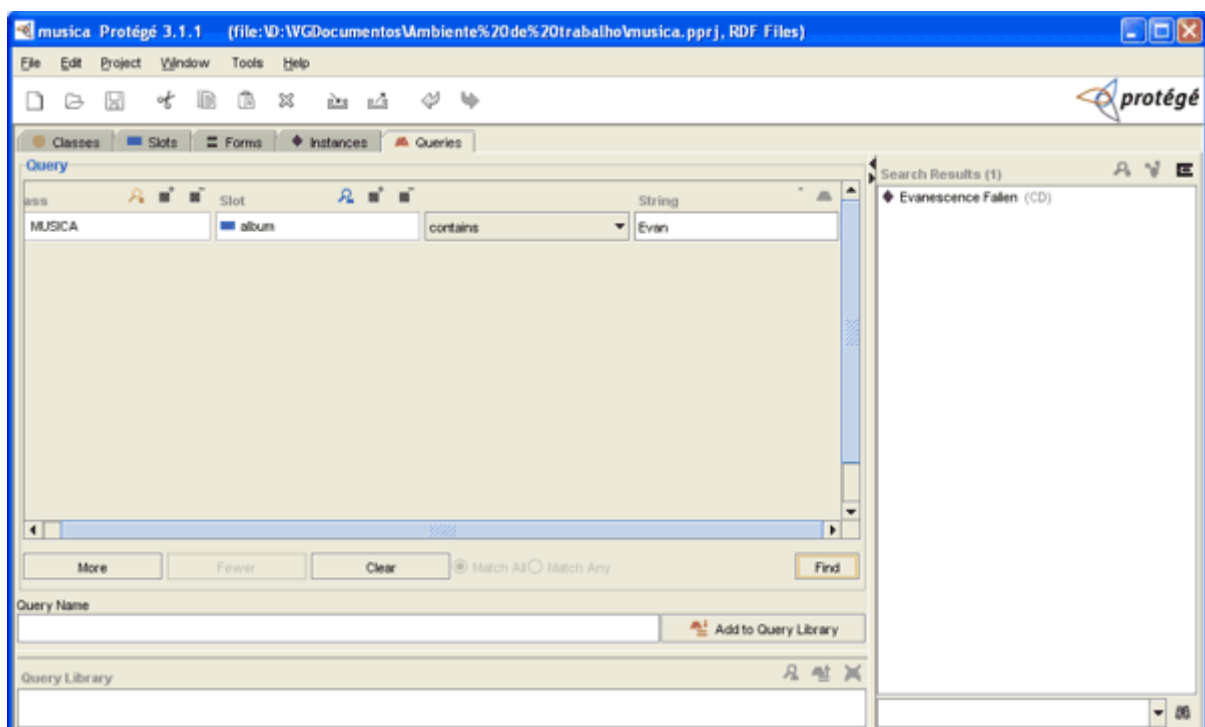 musica Protégé 3.1.1 (file:\D:\WGDocumentos\Ambiente%20de%20trabalho\musica.pprj, RDF Files)
File Edit Project Window Tools Help
protégé
Classes Slots Forms Instances Queries
Query
ass Slot String
MUSICA album contains Evan
More Fewer Clear Match All Match Any Find
Query Name
Add to Query Library
Query Library
Search Results (1)
Evanescence Fallen (CD)